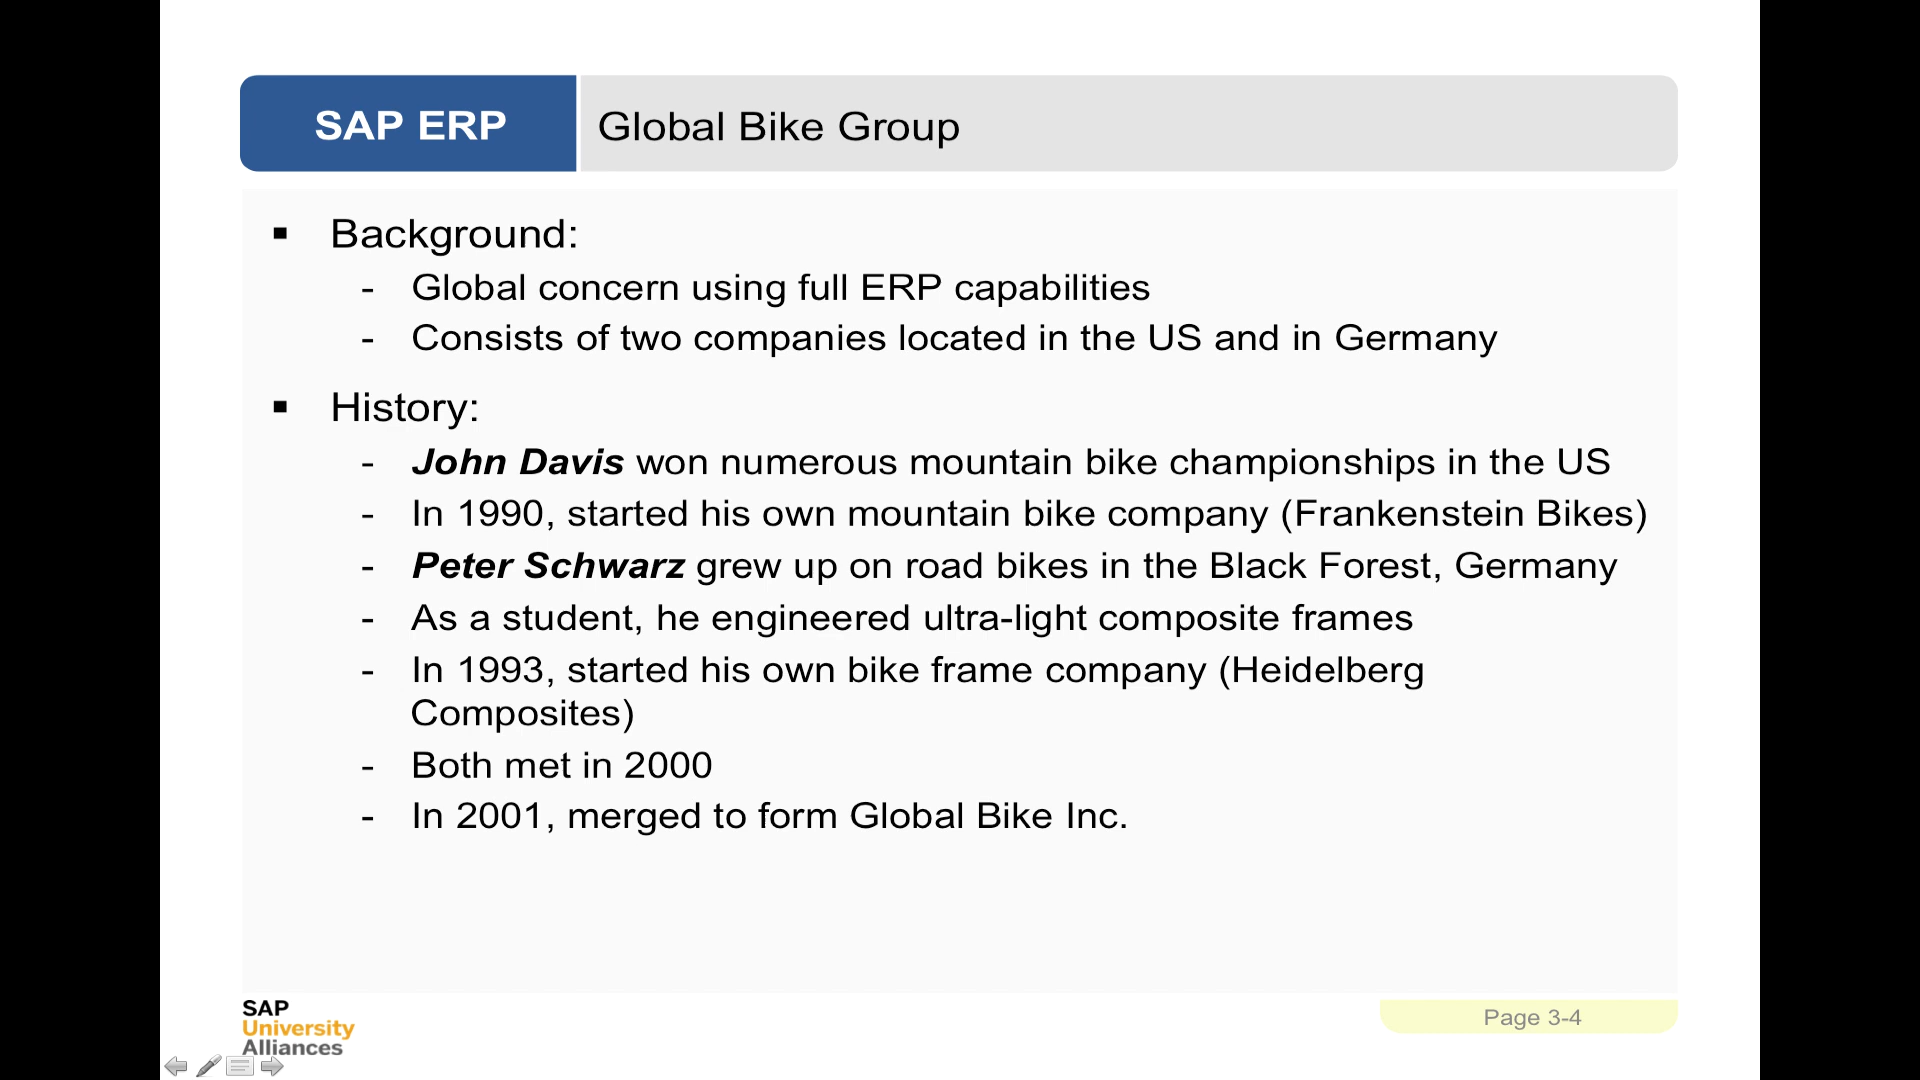 SAP ERP
Global Bike Group
▪ Background:
- Global concern using full ERP capabilities
- Consists of two companies located in the US and in Germany
▪ History:
- John Davis won numerous mountain bike championships in the US
- In 1990, started his own mountain bike company (Frankenstein Bikes)
- Peter Schwarz grew up on road bikes in the Black Forest, Germany
- As a student, he engineered ultra-light composite frames
- In 1993, started his own bike frame company (Heidelberg
Composites)
- Both met in 2000
- In 2001, merged to form Global Bike Inc.
SAP
University
Alliances
Page 3-4